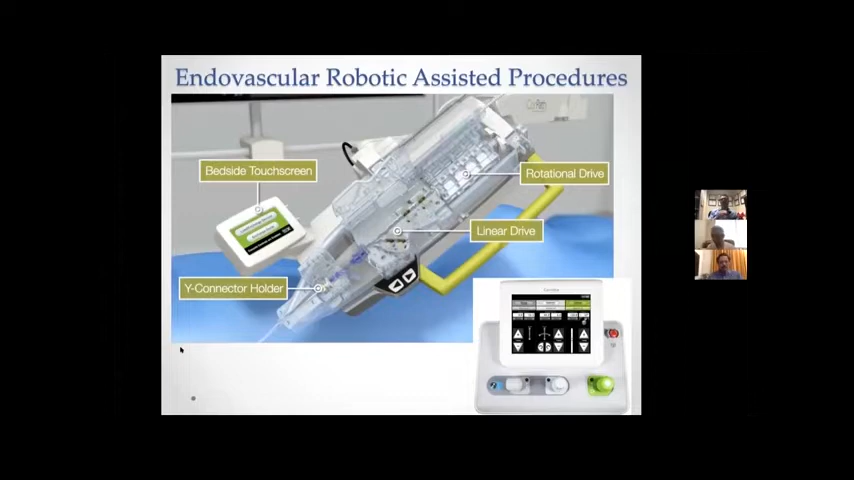 Endovascular Robotic Assisted Procedures
Bedside Touchscreen
Rotational Drive
Linear Drive
Y-Connector Holder